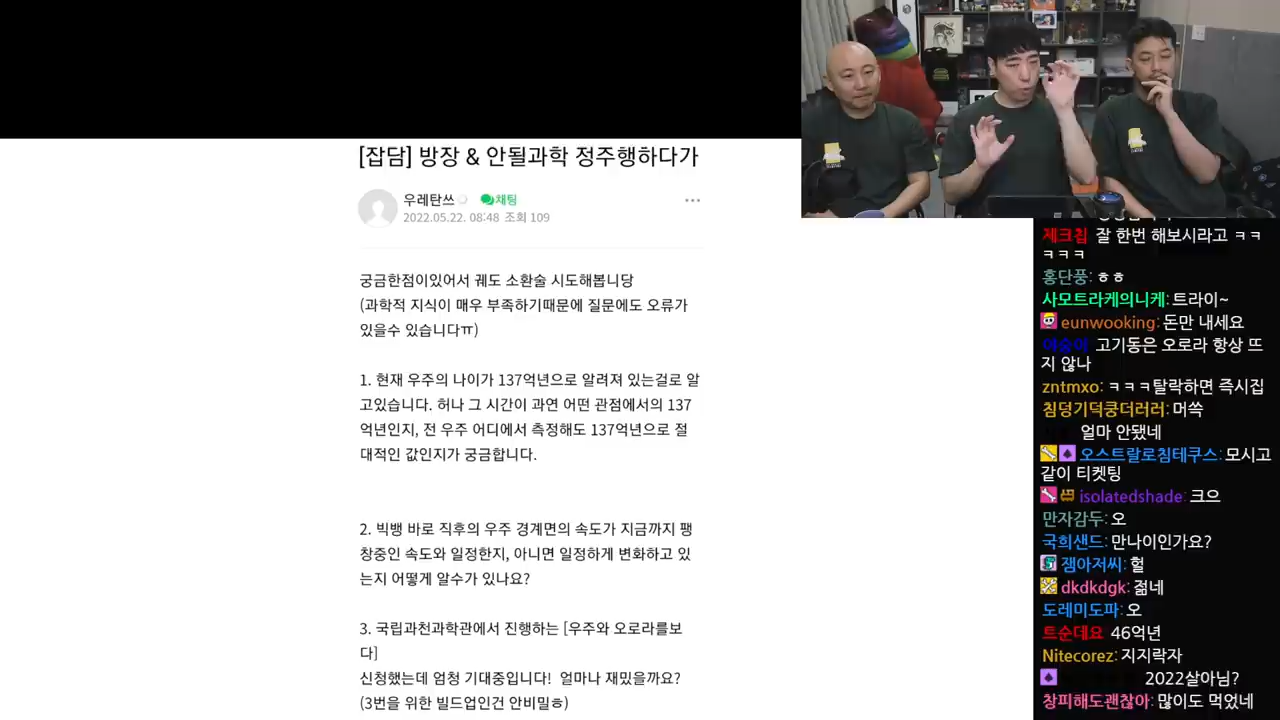 [잡담] 방장 & 안될과학 정주행하다가
우레탄쓰 채팅
2022.05.22. 08:48 조회 109
궁금한점이있어서 궤도 소환술 시도해봅니당
(과학적 지식이 매우 부족하기때문에 질문에도 오류가
있을수 있습니다ㅠ)
1. 현재 우주의 나이가 137억년으로 알려져 있는걸로 알
고있습니다. 허나 그 시간이 과연 어떤 관점에서의 137
억년인지, 전 우주 어디에서 측정해도 137억년으로 절
대적인 값인지가 궁금합니다.
2. 빅뱅 바로 직후의 우주 경계면의 속도가 지금까지 팽
창중인 속도와 일정한지, 아니면 일정하게 변화하고 있
는지 어떻게 알수가 있나요?
3. 국립과천과학관에서 진행하는 [우주와 오로라를보
다]
신청했는데 엄청 기대중입니다! 얼마나 재밌을까요?
(3번을 위한 빌드업인건 안비밀ㅎ)
제크칩 잘 한번 해보시라고 ㅋㅋ
ㅋㅋㅋ
홍단풍: ㅎㅎ
사모트라케의니케: 트라이~
eunwooking: 돈만 내세요
고기동은 오로라 항상 뜨
지 않나
zntmxo: ㅋㅋㅋ탈락하면 즉시집
침덩기덕쿵더러러: 머쓱
얼마 안됐네
오스트랄로침테쿠스: 모시고
같이 티켓팅
isolatedshade: 크으
만자감두: 오
국희샌드: 만나이인가요?
잼아저씨: 헐
dkdkdgk: 젊네
도레미도파: 오
트순데요 46억년
Nitecorez: 지지락자
2022살아님?
창피해도괜찮아: 많이도 먹었네